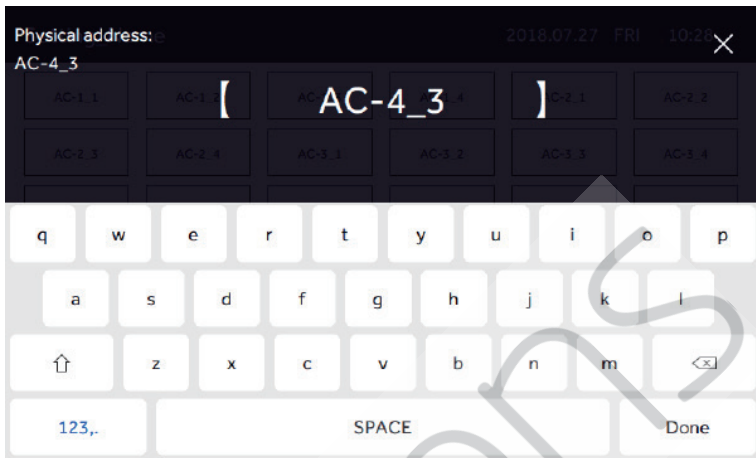 Physical address:
2018.07.27 FRI 10:28
AC-4_3
【 AC-4_3 】
AC-1_1 AC-2_1 AC-2_2
AC-2_3 AC-2_4 AC-3_1 AC-3_2 AC-3_3 AC-3_4
q w e r t y u i o p
a s d f g h j k l
z x c v b n m
123,. SPACE Done